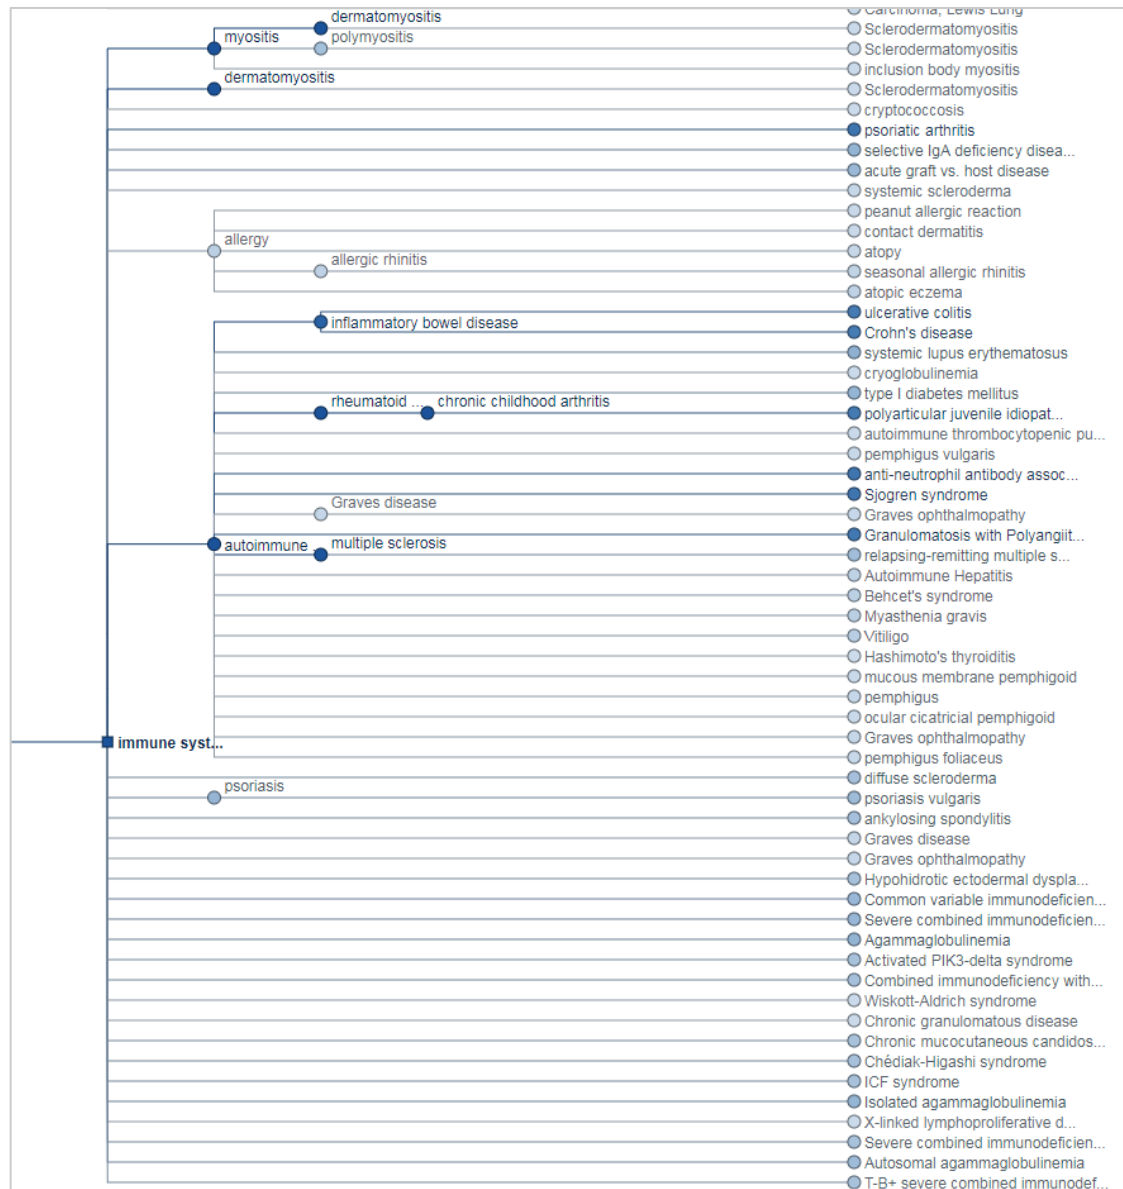 Carcinoma, Lewis Lung
dermatomyositis
Sclerodermatomyositis
myositis
polymyositis
Sclerodermatomyositis
inclusion body myositis
dermatomyositis
Sclerodermatomyositis
cryptococcosis
psoriatic arthritis
selective IgA deficiency disea...
acute graft vs. host disease
systemic scleroderma
peanut allergic reaction
contact dermatitis
allergy
atopy
allergic rhinitis
seasonal allergic rhinitis
atopic eczema
ulcerative colitis
inflammatory bowel disease
Crohn's disease
systemic lupus erythematosus
cryoglobulinemia
type I diabetes mellitus
rheumatoid ...
chronic childhood arthritis
polyarticular juvenile idiopat...
autoimmune thrombocytopenic pu...
pemphigus vulgaris
anti-neutrophil antibody assoc...
Sjogren syndrome
Graves disease
Graves ophthalmopathy
Granulomatosis with Polyangiit...
autoimmune ...
multiple sclerosis
relapsing-remitting multiple s...
Autoimmune Hepatitis
Behcet's syndrome
Myasthenia gravis
Vitiligo
Hashimoto's thyroiditis
mucous membrane pemphigoid
pemphigus
ocular cicatricial pemphigoid
Graves ophthalmopathy
immune syst...
pemphigus foliaceus
diffuse scleroderma
psoriasis
psoriasis vulgaris
ankylosing spondylitis
Graves disease
Graves ophthalmopathy
Hypohidrotic ectodermal dyspla...
Common variable immunodeficien...
Severe combined immunodeficien...
Agammaglobulinemia
Activated PIK3-delta syndrome
Combined immunodeficiency with...
Wiskott-Aldrich syndrome
Chronic granulomatous disease
Chronic mucocutaneous candidos...
Chédiak-Higashi syndrome
ICF syndrome
Isolated agammaglobulinemia
X-linked lymphoproliferative d...
Severe combined immunodeficien...
Autosomal agammaglobulinemia
T-B+ severe combined immunodef...